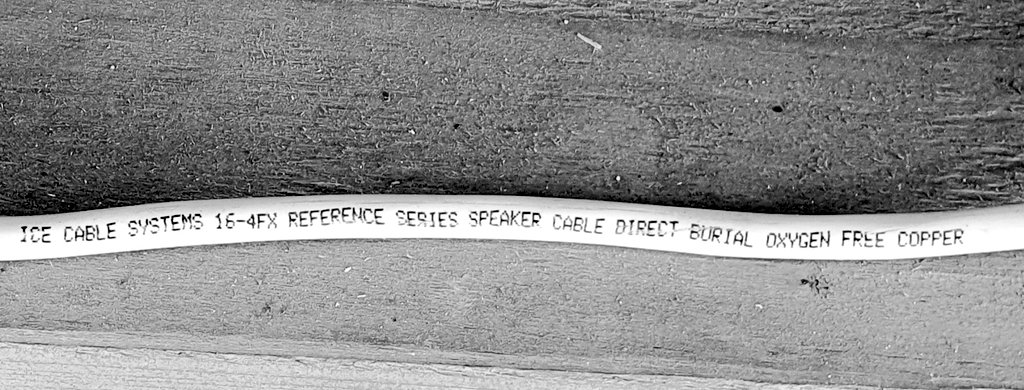 ICE CABLE SYSTEMS 16-4FX REFERENCE SERIES SPEAKER CABLE DIRECT BURIAL OXYGEN FREE COPPER